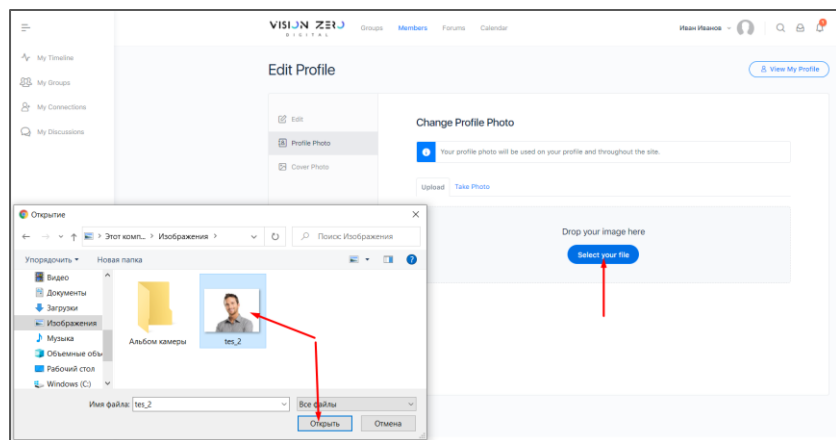 VISION ZERO
DIGITAL
Groups
Members
Forums
Calendar
Иван Иванов
My Timeline
My Groups
My Connections
My Discussions
Edit Profile
View My Profile
Edit
Profile Photo
Cover Photo
Change Profile Photo
Your profile photo will be used on your profile and throughout the site.
Upload
Take Photo
Drop your image here
Select your file
Открытие
Этот комп... > Изображения >
Поиск: Изображения
Упорядочить
Новая папка
Видео
Документы
Загрузки
Изображения
Музыка
Объемные объ
Рабочий стол
Windows (C:)
Альбом камеры
tes_2
Имя файла: tes_2
Все файлы
Открыть
Отмена